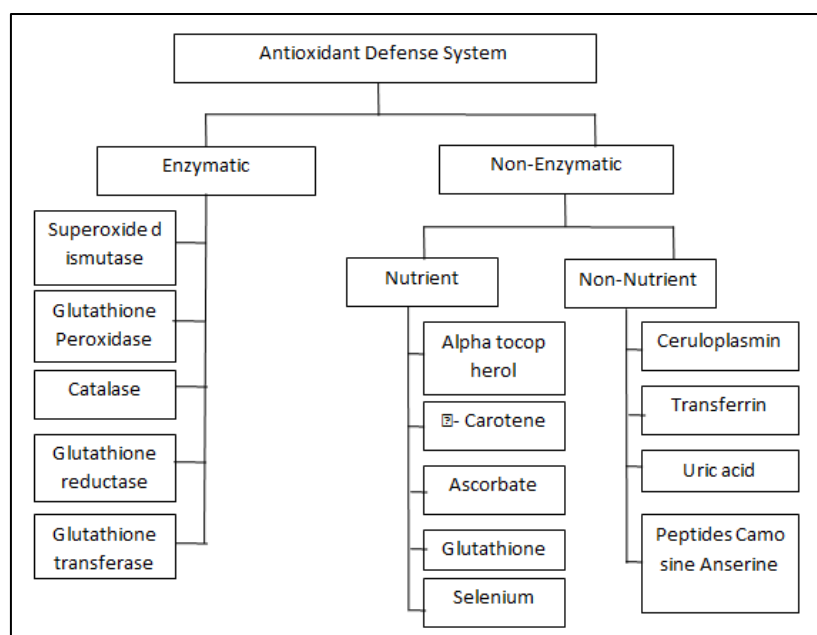 Antioxidant Defense System
Enzymatic
Non-Enzymatic
Superoxide d
ismutase
Glutathione
Peroxidase
Catalase
Glutathione
reductase
Glutathione
transferase
Nutrient
Alpha tocop
herol
⍰- Carotene
Ascorbate
Glutathione
Selenium
Non-Nutrient
Ceruloplasmin
Transferrin
Uric acid
Peptides Camo
sine Anserine